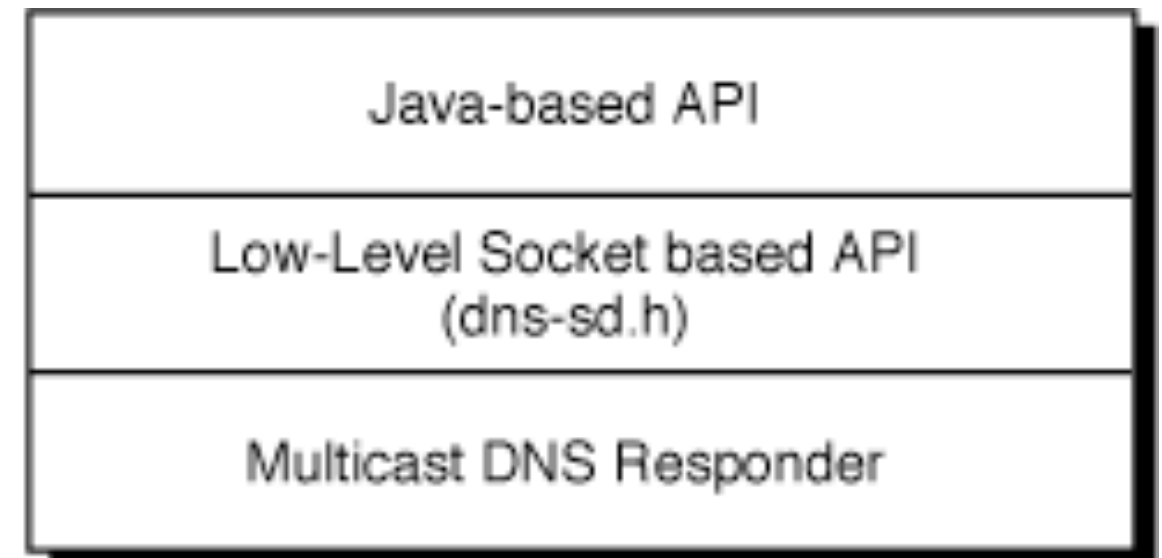 Java-based API
Low-Level Socket based API
(dns-sd.h)
Multicast DNS Responder